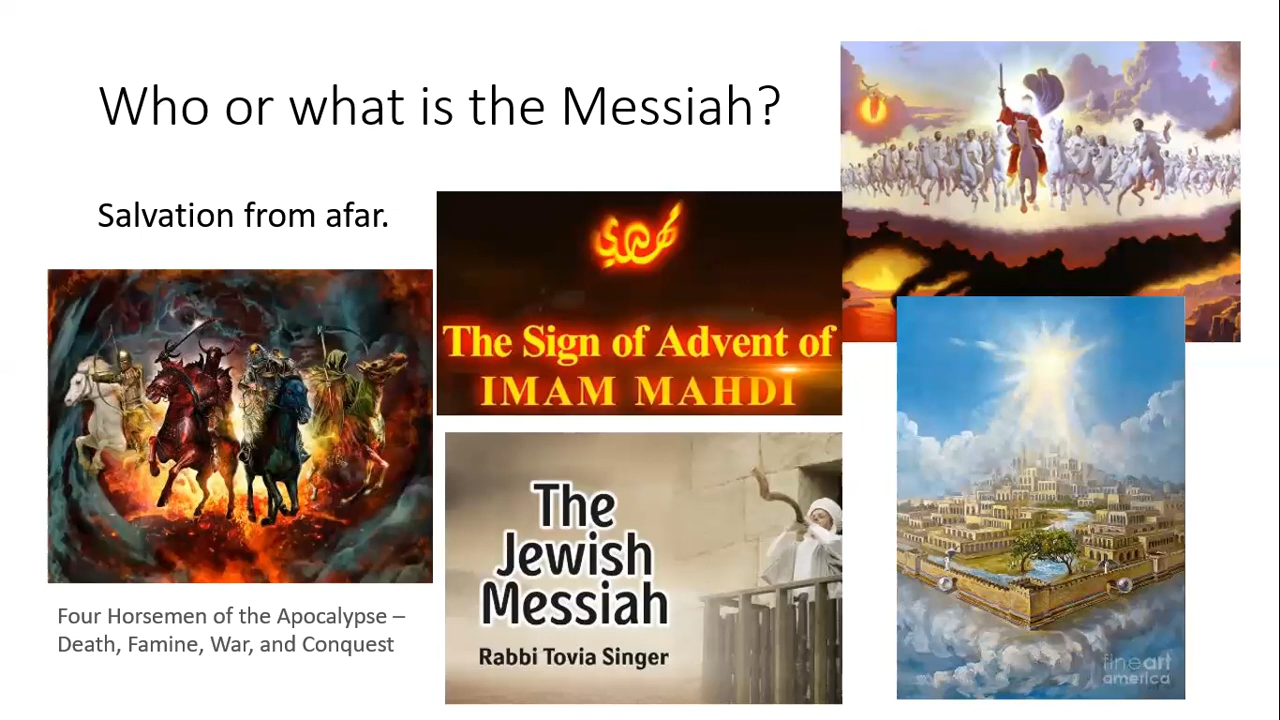 Who or what is the Messiah?
Salvation from afar.
مهدي
The Sign of Advent of
IMAM MAHDI
The
Jewish
Messiah
Rabbi Tovia Singer
Four Horsemen of the Apocalypse –
Death, Famine, War, and Conquest
fineart
america